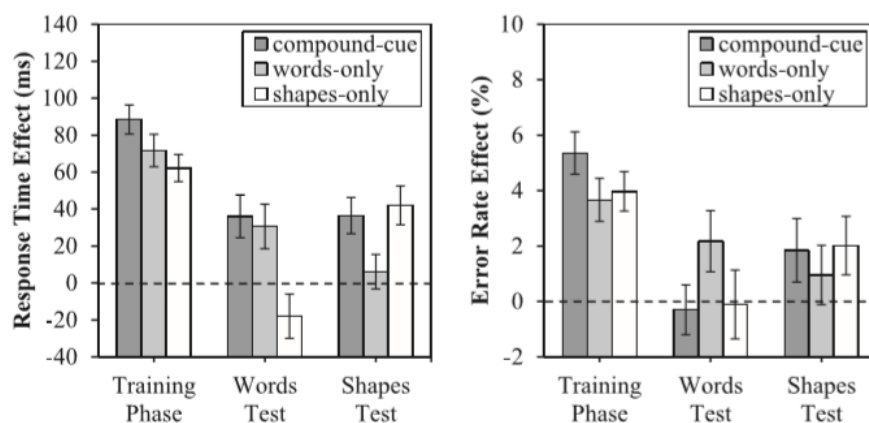 Response Time Effect (ms)
140
120
100
80
60
40
20
0
-20
-40
compound-cue
words-only
shapes-only
Training
Phase
Words
Test
Shapes
Test
Error Rate Effect (%)
10
8
6
4
2
0
-2
compound-cue
words-only
shapes-only
Training
Phase
Words
Test
Shapes
Test